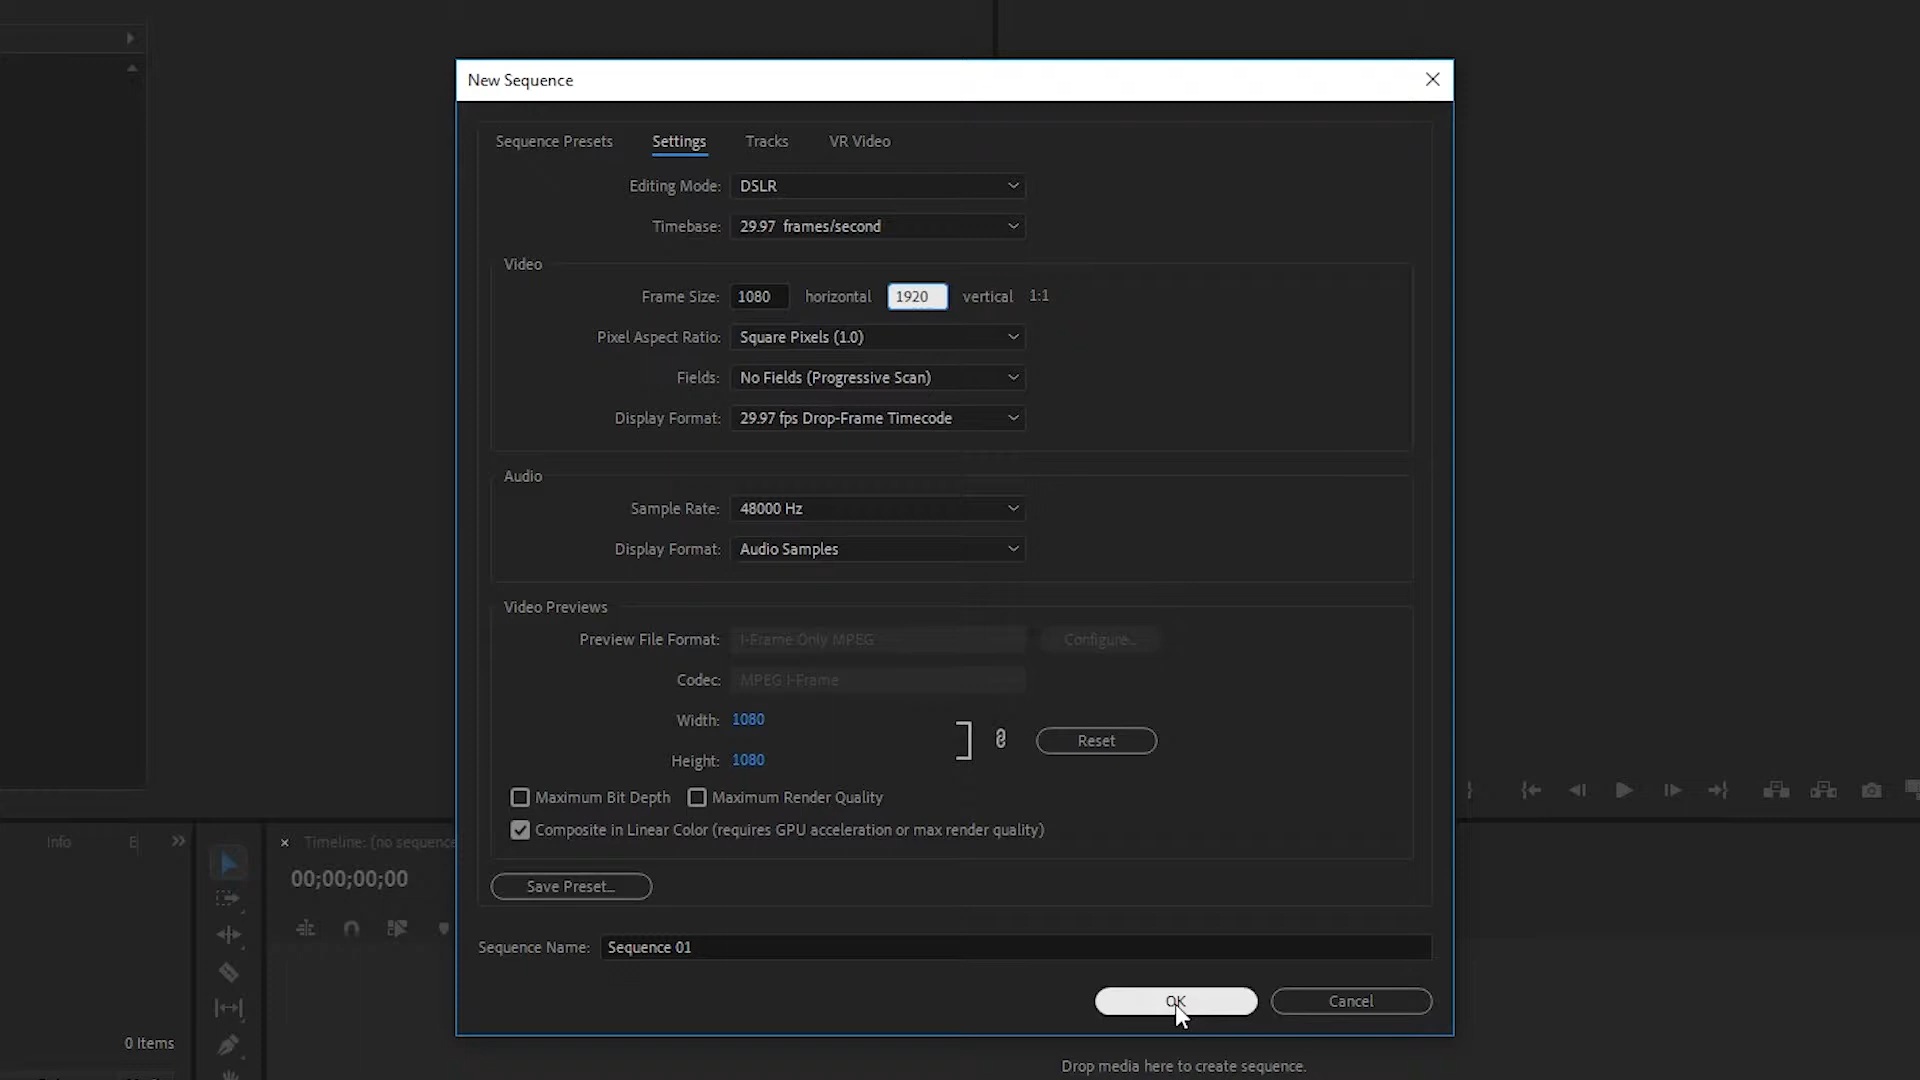 New Sequence
Sequence Presets Settings Tracks VR Video
Editing Mode: DSLR
Timebase: 29.97 frames/second
Video
Frame Size: 1080 horizontal 1920 vertical 1:1
Pixel Aspect Ratio: Square Pixels (1.0)
Fields: No Fields (Progressive Scan)
Display Format: 29.97 fps Drop-Frame Timecode
Audio
Sample Rate: 48000 Hz
Display Format: Audio Samples
Video Previews
Preview File Format: I-Frame Only MPEG Configure...
Codec: MPEG I-Frame
Width: 1080
Height: 1080
Reset
Maximum Bit Depth Maximum Render Quality
Composite in Linear Color (requires GPU acceleration or max render quality)
Save Preset...
Sequence Name: Sequence 01
OK Cancel
Info
Timeline: (no sequence
00;00;00;00
0 Items
Drop media here to create sequence.